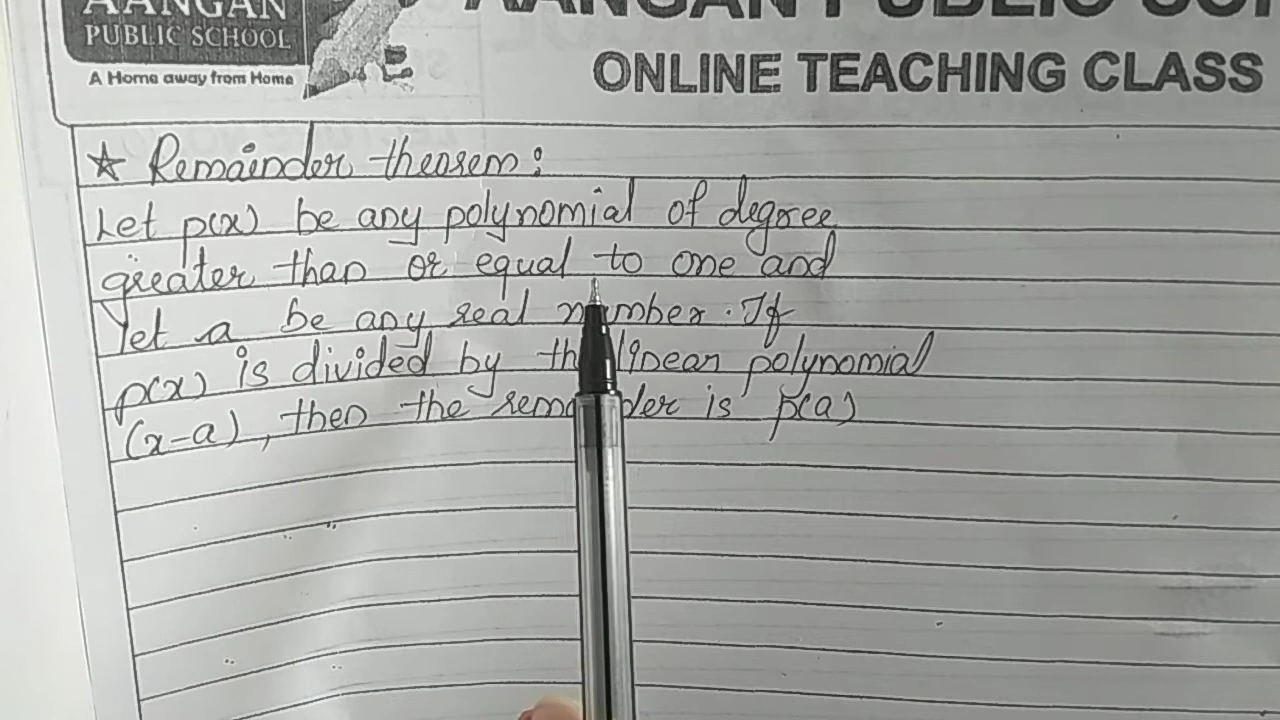 AANGAN
PUBLIC SCHOOL
A Home away from Home
AANGAN PUBLIC
ONLINE TEACHING CLASS
★ Remainder theorem:
Let p(x) be any polynomial of degree
greater than or equal to one and
let a be any real number. If
p(x) is divided by the linear polynomial
(x-a), then the remainder is p(a)